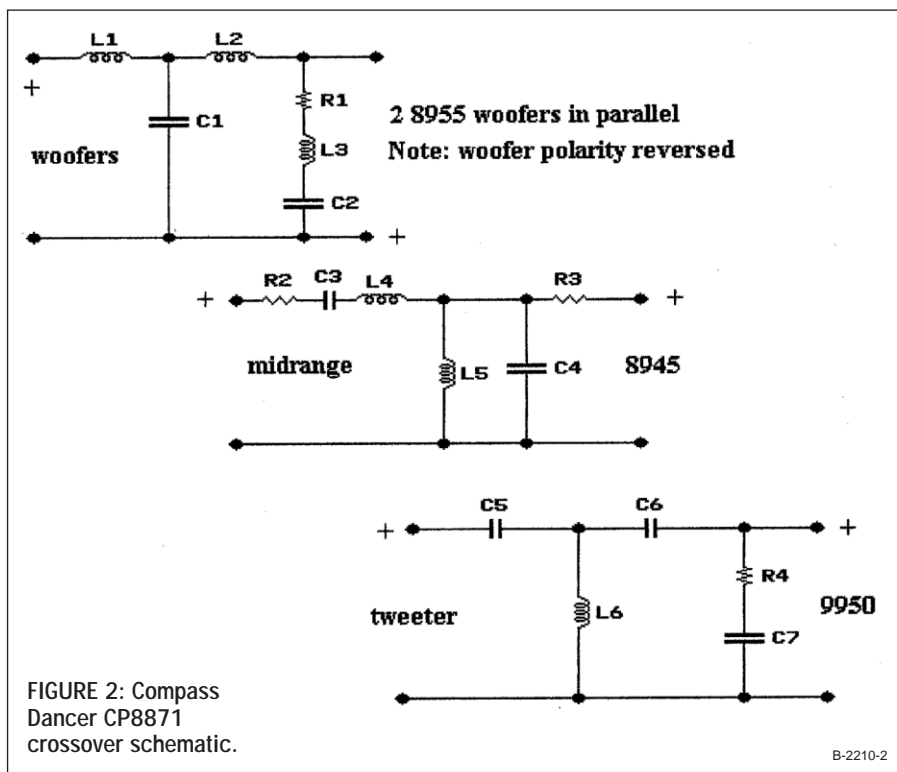 L1
L2
+
R1
C1
2 8955 woofers in parallel
L3
woofers
Note: woofer polarity reversed
C2
+
R2
C3
L4
R3
+
+
midrange
L5
C4
8945
C5
C6
+
+
R4
tweeter
L6
9950
C7
FIGURE 2: Compass
Dancer CP8871
crossover schematic.
B-2210-2